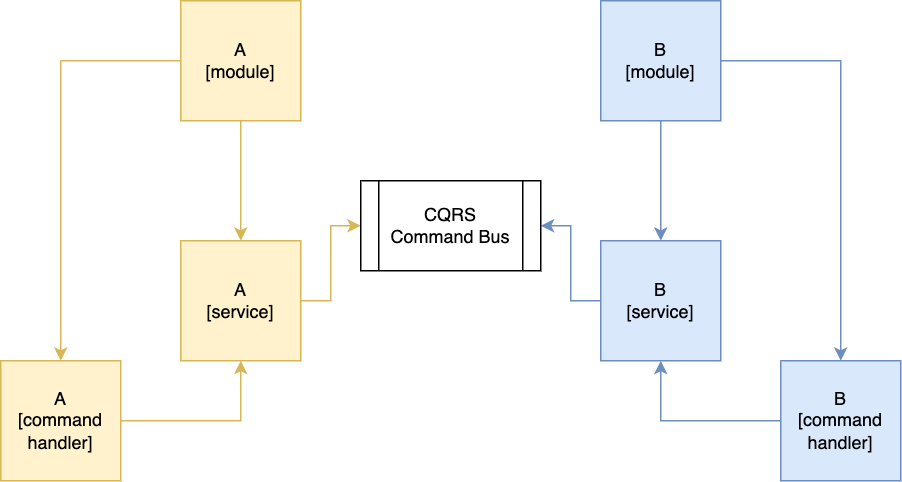 A
[module]
B
[module]
CQRS
Command Bus
A
[service]
B
[service]
A
[command
handler]
B
[command
handler]